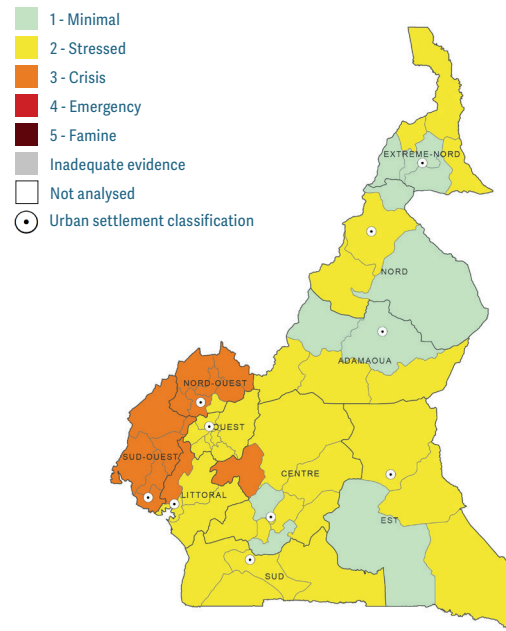 1 - Minimal
2 - Stressed
3 - Crisis
4 - Emergency
5 - Famine
Inadequate evidence
Not analysed
Urban settlement classification
EXTREME-NORD
NORD
ADAMAOUA
NORD-OUEST
OUEST
SUD-OUEST
CENTRE
LITTORAL
EST
SUD